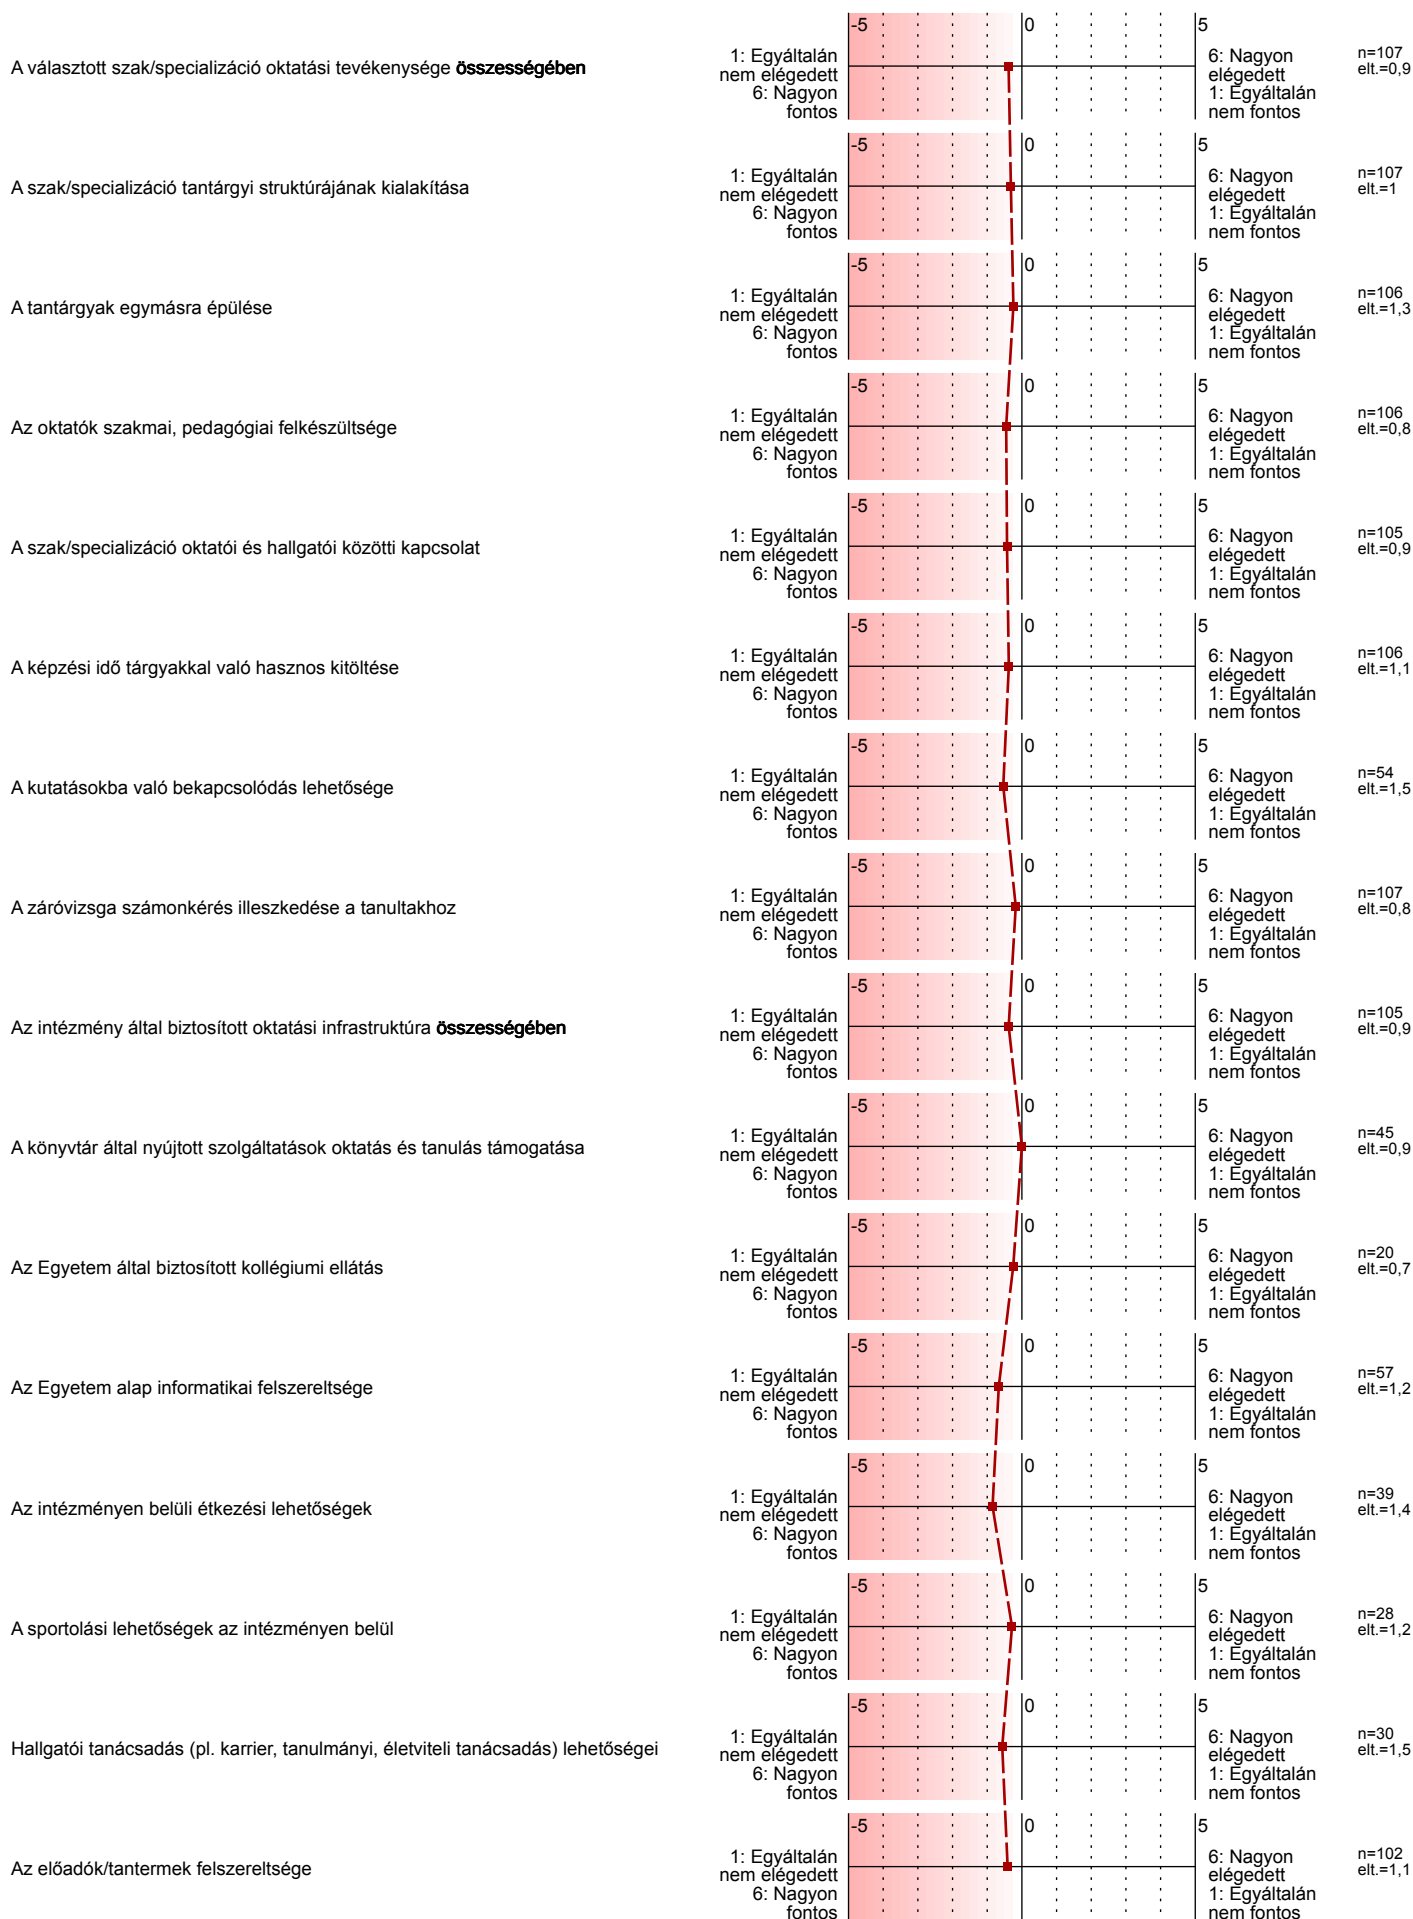 -5 0 5
A választott szak/specializáció oktatási tevékenysége összességében
1: Egyáltalán
nem elégedett
6: Nagyon
fontos
6: Nagyon
elégedett
1: Egyáltalán
nem fontos
n=107
elt.=0,9
-5 0 5
A szak/specializáció tantárgyi struktúrájának kialakítása
1: Egyáltalán
nem elégedett
6: Nagyon
fontos
6: Nagyon
elégedett
1: Egyáltalán
nem fontos
n=107
elt.=1
-5 0 5
A tantárgyak egymásra épülése
1: Egyáltalán
nem elégedett
6: Nagyon
fontos
6: Nagyon
elégedett
1: Egyáltalán
nem fontos
n=106
elt.=1,3
-5 0 5
Az oktatók szakmai, pedagógiai felkészültsége
1: Egyáltalán
nem elégedett
6: Nagyon
fontos
6: Nagyon
elégedett
1: Egyáltalán
nem fontos
n=106
elt.=0,8
-5 0 5
A szak/specializáció oktatói és hallgatói közötti kapcsolat
1: Egyáltalán
nem elégedett
6: Nagyon
fontos
6: Nagyon
elégedett
1: Egyáltalán
nem fontos
n=105
elt.=0,9
-5 0 5
A képzési idő tárgyakkal való hasznos kitöltése
1: Egyáltalán
nem elégedett
6: Nagyon
fontos
6: Nagyon
elégedett
1: Egyáltalán
nem fontos
n=106
elt.=1,1
-5 0 5
A kutatásokba való bekapcsolódás lehetősége
1: Egyáltalán
nem elégedett
6: Nagyon
fontos
6: Nagyon
elégedett
1: Egyáltalán
nem fontos
n=54
elt.=1,5
-5 0 5
A záróvizsga számonkérés illeszkedése a tanultakhoz
1: Egyáltalán
nem elégedett
6: Nagyon
fontos
6: Nagyon
elégedett
1: Egyáltalán
nem fontos
n=107
elt.=0,8
-5 0 5
Az intézmény által biztosított oktatási infrastruktúra összességében
1: Egyáltalán
nem elégedett
6: Nagyon
fontos
6: Nagyon
elégedett
1: Egyáltalán
nem fontos
n=105
elt.=0,9
-5 0 5
A könyvtár által nyújtott szolgáltatások oktatás és tanulás támogatása
1: Egyáltalán
nem elégedett
6: Nagyon
fontos
6: Nagyon
elégedett
1: Egyáltalán
nem fontos
n=45
elt.=0,9
-5 0 5
Az Egyetem által biztosított kollégiumi ellátás
1: Egyáltalán
nem elégedett
6: Nagyon
fontos
6: Nagyon
elégedett
1: Egyáltalán
nem fontos
n=20
elt.=0,7
-5 0 5
Az Egyetem alap informatikai felszereltsége
1: Egyáltalán
nem elégedett
6: Nagyon
fontos
6: Nagyon
elégedett
1: Egyáltalán
nem fontos
n=57
elt.=1,2
-5 0 5
Az intézményen belüli étkezési lehetőségek
1: Egyáltalán
nem elégedett
6: Nagyon
fontos
6: Nagyon
elégedett
1: Egyáltalán
nem fontos
n=39
elt.=1,4
-5 0 5
A sportolási lehetőségek az intézményen belül
1: Egyáltalán
nem elégedett
6: Nagyon
fontos
6: Nagyon
elégedett
1: Egyáltalán
nem fontos
n=28
elt.=1,2
-5 0 5
Hallgatói tanácsadás (pl. karrier, tanulmányi, életviteli tanácsadás) lehetőségei
1: Egyáltalán
nem elégedett
6: Nagyon
fontos
6: Nagyon
elégedett
1: Egyáltalán
nem fontos
n=30
elt.=1,5
-5 0 5
Az előadók/tantermek felszereltsége
1: Egyáltalán
nem elégedett
6: Nagyon
fontos
6: Nagyon
elégedett
1: Egyáltalán
nem fontos
n=102
elt.=1,1